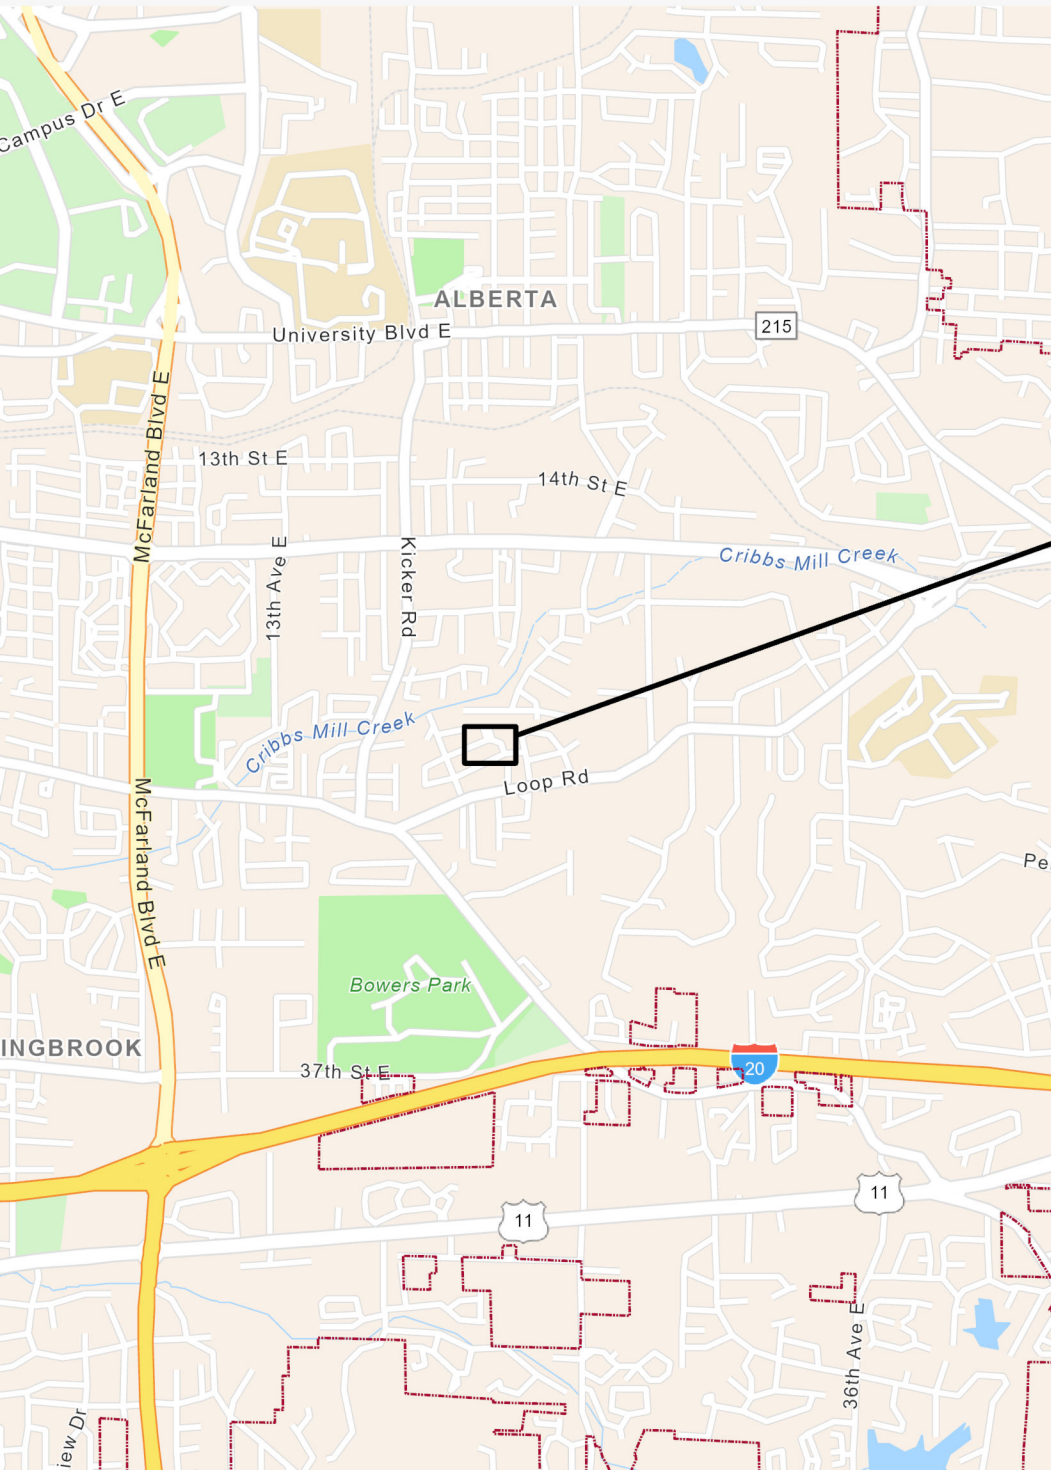 Campus Dr E
ALBERTA
University Blvd E
215
McFarland Blvd E
13th St E
14th St E
13th Ave E
Kicker Rd
Cribbs Mill Creek
Cribbs Mill Creek
Loop Rd
McFarland Blvd E
Pe
Bowers Park
INGBROOK
37th St E
20
11
11
36th Ave E
iew Dr